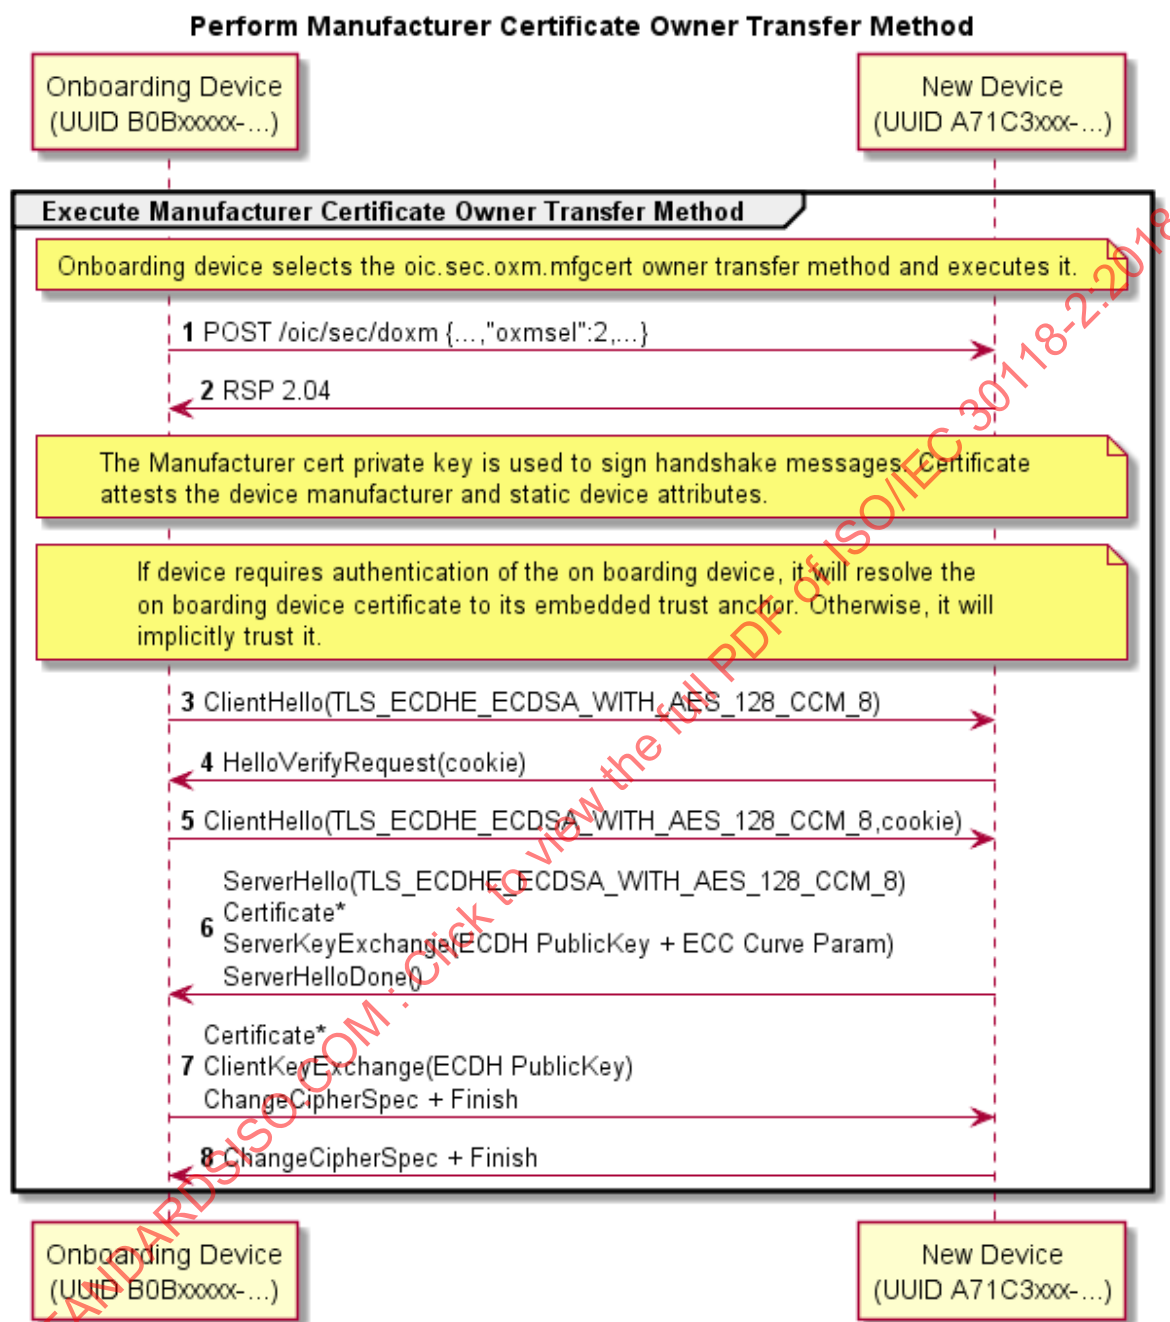 Perform Manufacturer Certificate Owner Transfer Method
Onboarding Device
(UUID B0Bxxxxx-...)
New Device
(UUID A71C3xxx-...)
Execute Manufacturer Certificate Owner Transfer Method
Onboarding device selects the oic.sec.oxm.mfgcert owner transfer method and executes it.
1 POST /oic/sec/doxm {...,"oxmsel":2,...}
2 RSP 2.04
The Manufacturer cert private key is used to sign handshake messages. Certificate
attests the device manufacturer and static device attributes.
If device requires authentication of the on boarding device, it will resolve the
on boarding device certificate to its embedded trust anchor. Otherwise, it will
implicitly trust it.
3 ClientHello(TLS_ECDHE_ECDSA_WITH_AES_128_CCM_8)
4 HelloVerifyRequest(cookie)
5 ClientHello(TLS_ECDHE_ECDSA_WITH_AES_128_CCM_8,cookie)
ServerHello(TLS_ECDHE_ECDSA_WITH_AES_128_CCM_8)
Certificate*
6 ServerKeyExchange(ECDH PublicKey + ECC Curve Param)
ServerHelloDone()
Certificate*
7 ClientKeyExchange(ECDH PublicKey)
ChangeCipherSpec + Finish
8 ChangeCipherSpec + Finish
Onboarding Device
(UUID B0Bxxxxx-...)
New Device
(UUID A71C3xxx-...)
TANDARDSISO.COM : Click to view the full PDF of ISO/IEC 30118-2:2018